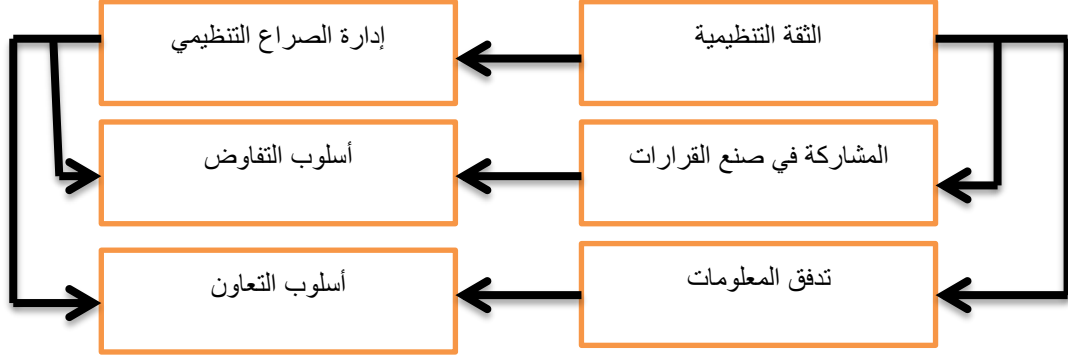 الثقة التنظيمية
إدارة الصراع التنظيمي
المشاركة في صنع القرارات
أسلوب التفاوض
تدفق المعلومات
أسلوب التعاون